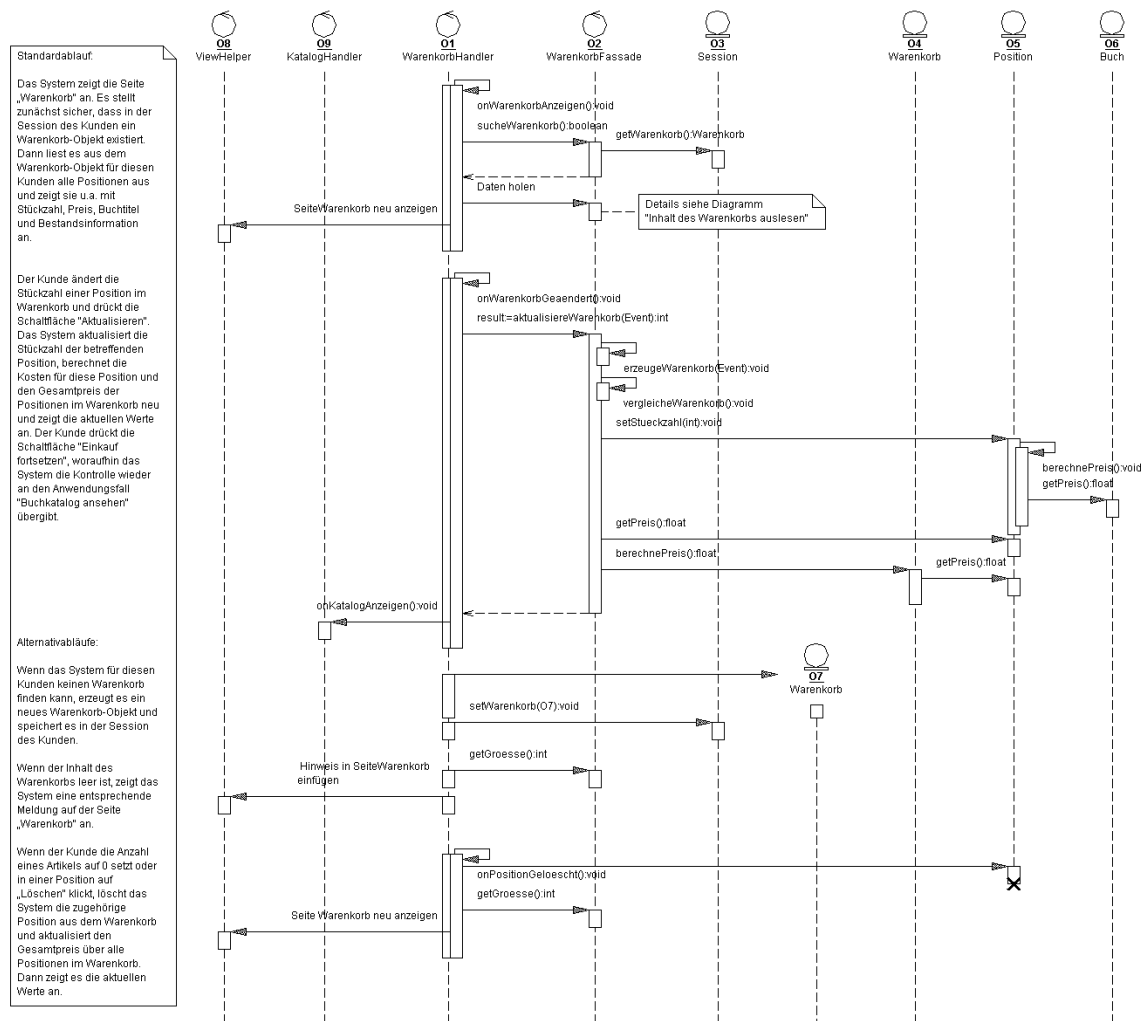 O8
ViewHelper
O9
KatalogHandler
O1
WarenkorbHandler
O2
WarenkorbFassade
O3
Session
O4
Warenkorb
O5
Position
O6
Buch
Standardablauf:
Das System zeigt die Seite
„Warenkorb" an. Es stellt
zunächst sicher, dass in der
Session des Kunden ein
Warenkorb-Objekt existiert.
Dann liest es aus dem
Warenkorb-Objekt für diesen
Kunden alle Positionen aus
und zeigt sie u.a. mit
Stückzahl, Preis, Buchtitel
und Bestandsinformation
an.
Der Kunde ändert die
Stückzahl einer Position im
Warenkorb und drückt die
Schaltfläche "Aktualisieren".
Das System aktualisiert die
Stückzahl der betreffenden
Position, berechnet die
Kosten für diese Position und
den Gesamtpreis der
Positionen im Warenkorb neu
und zeigt die aktuellen Werte
an. Der Kunde drückt die
Schaltfläche "Einkauf
fortsetzen", woraufhin das
System die Kontrolle wieder
an den Anwendungsfall
"Buchkatalog ansehen"
übergibt.
Alternativabläufe:
Wenn das System für diesen
Kunden keinen Warenkorb
finden kann, erzeugt es ein
neues Warenkorb-Objekt und
speichert es in der Session
des Kunden.
Wenn der Inhalt des
Warenkorbs leer ist, zeigt das
System eine entsprechende
Meldung auf der Seite
„Warenkorb" an.
Wenn der Kunde die Anzahl
eines Artikels auf 0 setzt oder
in einer Position auf
„Löschen" klickt, löscht das
System die zugehörige
Position aus dem Warenkorb
und aktualisiert den
Gesamtpreis über alle
Positionen im Warenkorb.
Dann zeigt es die aktuellen
Werte an.
onWarenkorbAnzeigen():void
sucheWarenkorb():boolean
getWarenkorb():Warenkorb
Daten holen
SeiteWarenkorb neu anzeigen
Details siehe Diagramm
"Inhalt des Warenkorbs auslesen"
onWarenkorbGeaendert():void
result:=aktualisiereWarenkorb(Event):int
erzeugeWarenkorb(Event):void
vergleicheWarenkorb():void
setStueckzahl(int):void
berechnePreis():void
getPreis():float
getPreis():float
berechnePreis():float
getPreis():float
onKatalogAnzeigen():void
O7
Warenkorb
setWarenkorb(O7):void
getGroesse():int
Hinweis in SeiteWarenkorb
einfügen
onPositionGeloescht():void
getGroesse():int
Seite Warenkorb neu anzeigen